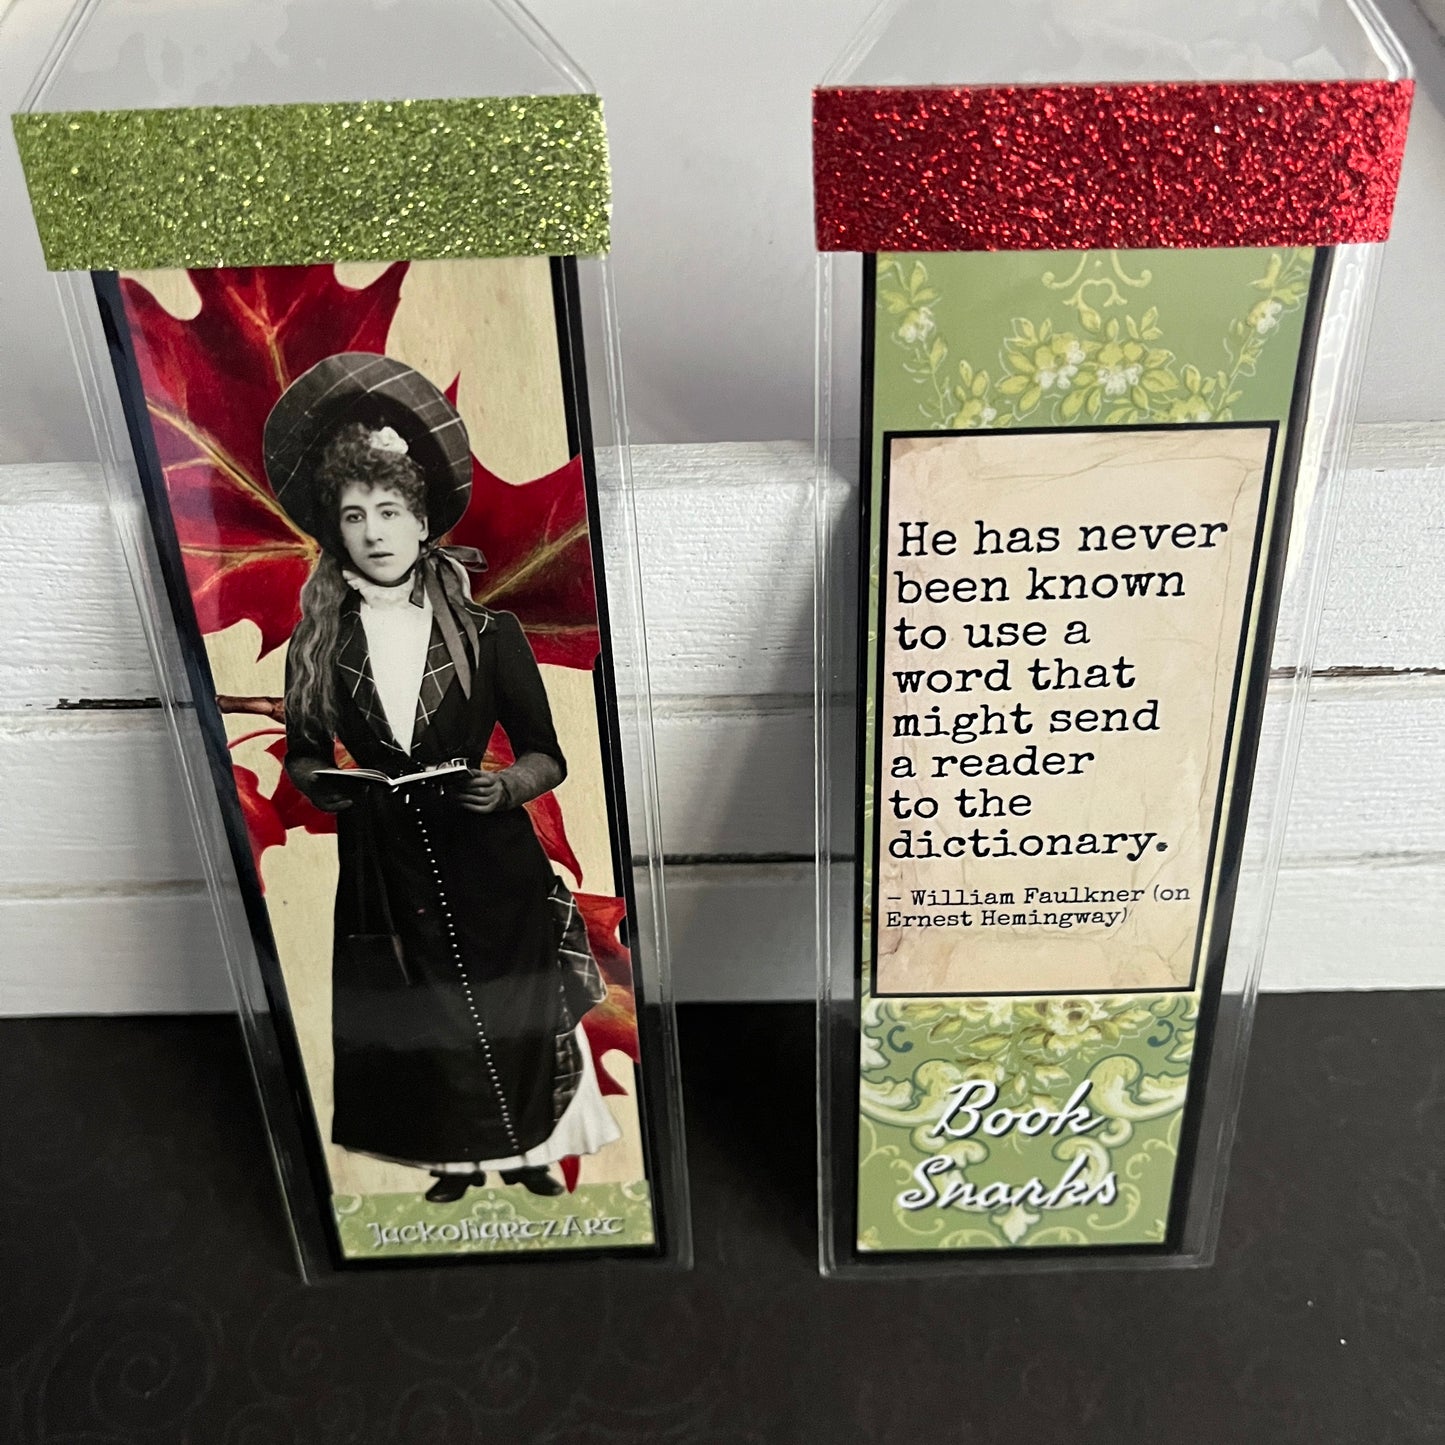 JackohartzArt
He has never
been known
to use a
word that
might send
a reader
to the
dictionary.
— William Faulkner (on
Ernest Hemingway)
Book
Snarks